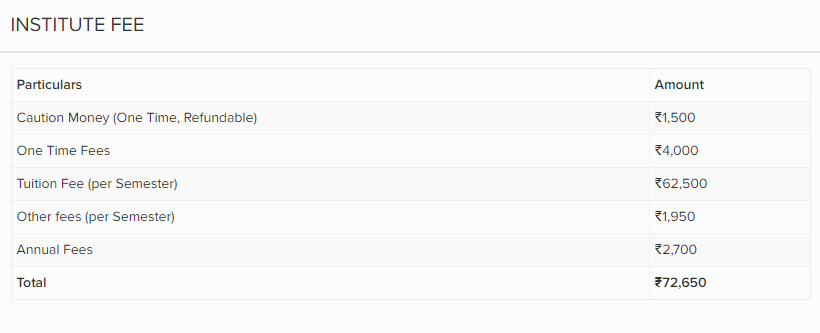 INSTITUTE FEE
Particulars Amount
Caution Money (One Time, Refundable) ₹1,500
One Time Fees ₹4,000
Tuition Fee (per Semester) ₹62,500
Other fees (per Semester) ₹1,950
Annual Fees ₹2,700
Total ₹72,650